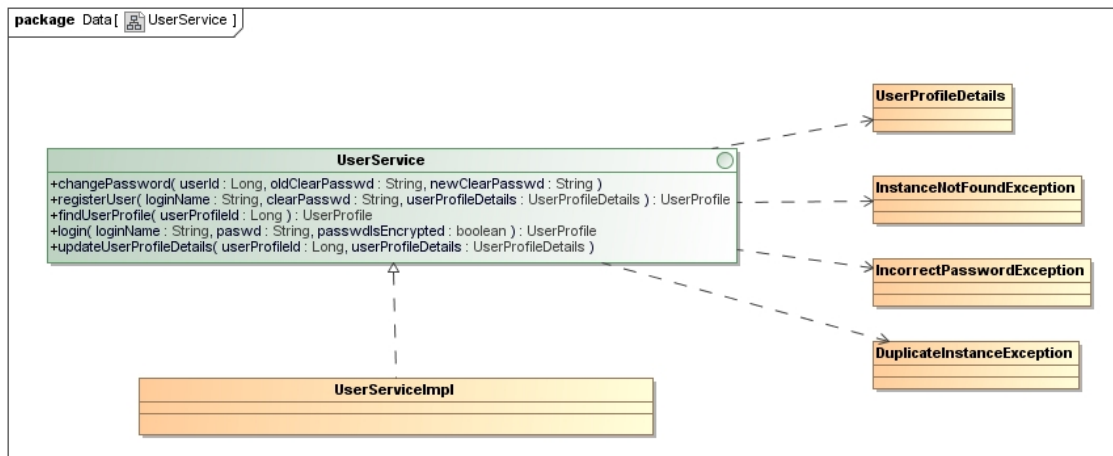 package Data [ UserService ]
UserProfileDetails
UserService
+changePassword( userId : Long, oldClearPasswd : String, newClearPasswd : String )
+registerUser( loginName : String, clearPasswd : String, userProfileDetails : UserProfileDetails ) : UserProfile
+findUserProfile( userProfileId : Long ) : UserProfile
+login( loginName : String, paswd : String, passwdIsEncrypted : boolean ) : UserProfile
+updateUserProfileDetails( userProfileId : Long, userProfileDetails : UserProfileDetails )
InstanceNotFoundException
IncorrectPasswordException
DuplicateInstanceException
UserServiceImpl